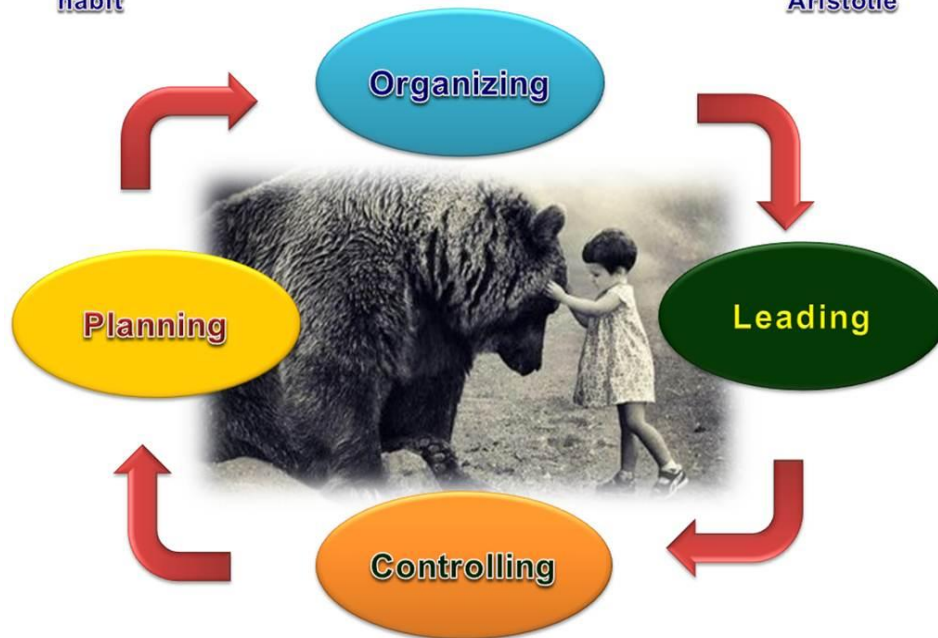 habit
Aristotle
Organizing
Planning
Leading
Controlling